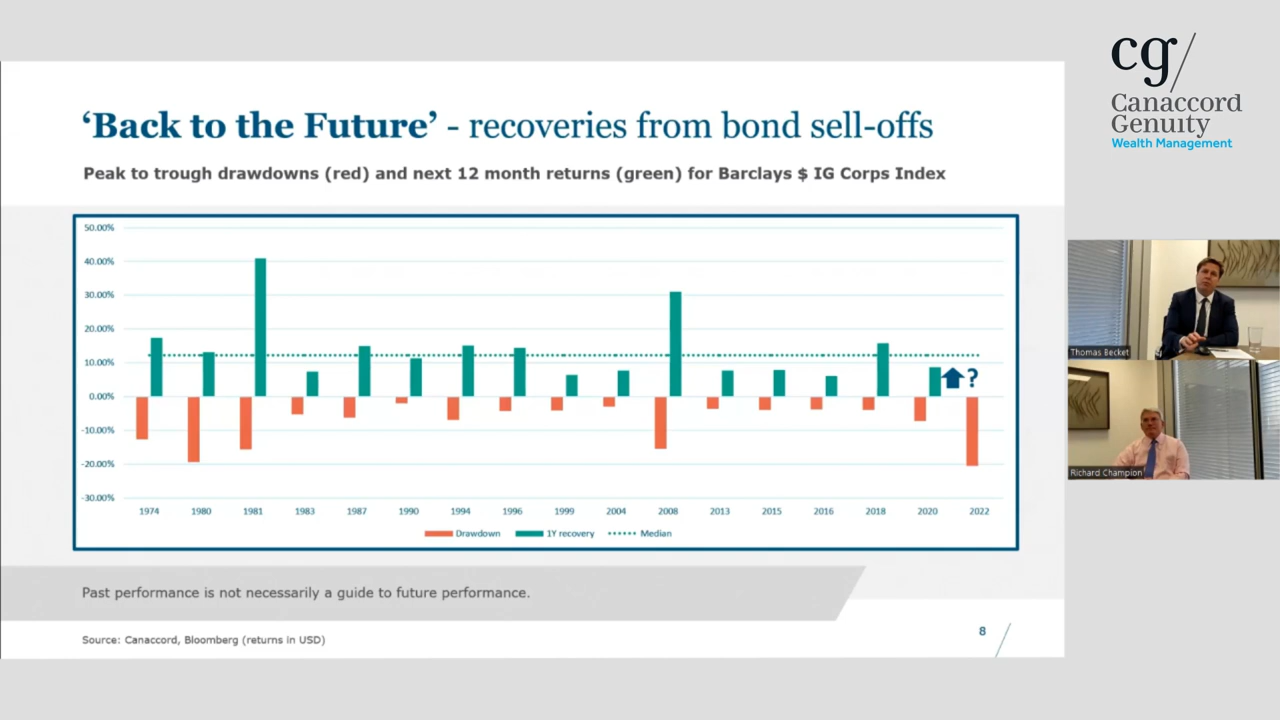 cg/
Canaccord
Genuity
Wealth Management
‘Back to the Future’ - recoveries from bond sell-offs
Peak to trough drawdowns (red) and next 12 month returns (green) for Barclays $ IG Corps Index
50.00%
40.00%
30.00%
20.00%
10.00%
0.00%
-10.00%
-20.00%
-30.00%
?
1974 1980 1981 1983 1987 1990 1994 1996 1999 2004 2008 2013 2015 2016 2018 2020 2022
Drawdown 1Y recovery Median
Thomas Becket
Richard Champion
Past performance is not necessarily a guide to future performance.
Source: Canaccord, Bloomberg (returns in USD)
8